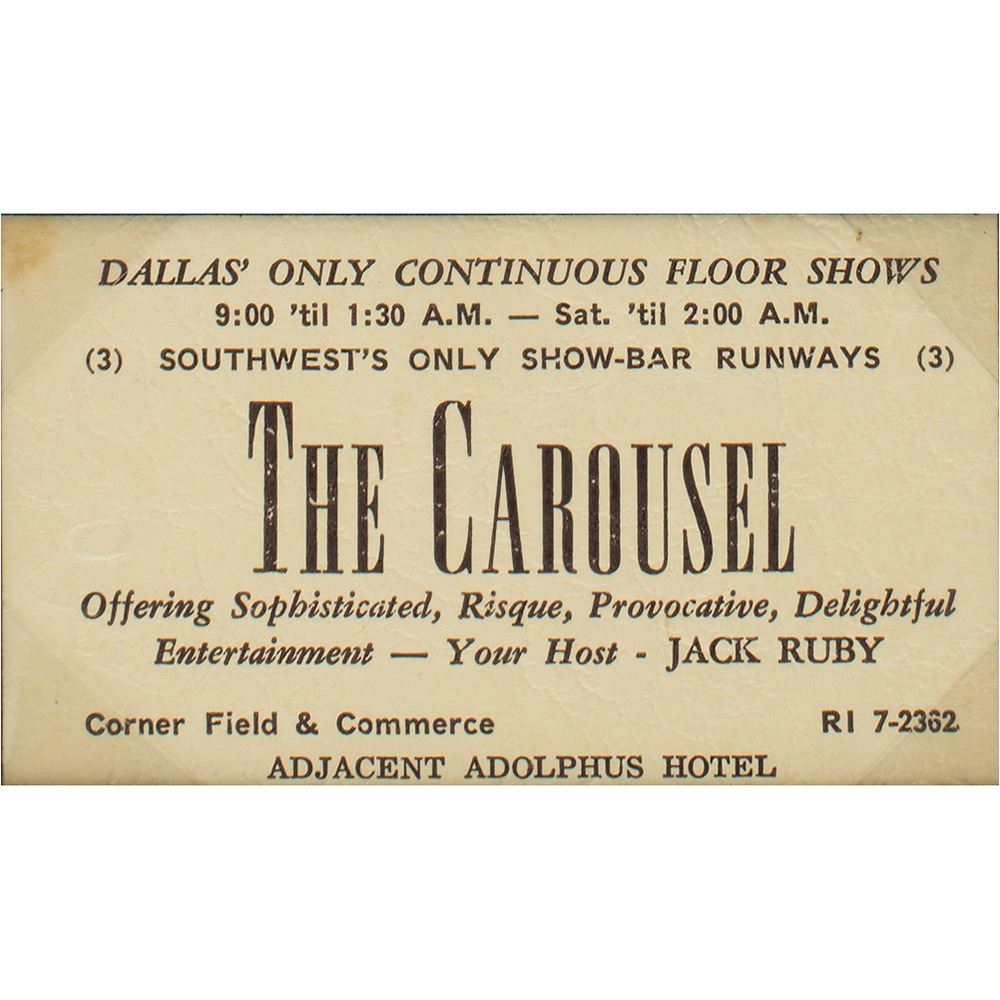 DALLAS' ONLY CONTINUOUS FLOOR SHOWS
9:00 'til 1:30 A.M. — Sat. 'til 2:00 A.M.
(3) SOUTHWEST'S ONLY SHOW-BAR RUNWAYS (3)
THE CAROUSEL
Offering Sophisticated, Risque, Provocative, Delightful
Entertainment — Your Host - JACK RUBY
Corner Field & Commerce RI 7-2362
ADJACENT ADOLPHUS HOTEL